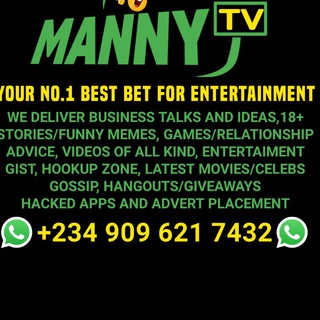 MANNY TV
YOUR NO.1 BEST BET FOR ENTERTAINMENT
WE DELIVER BUSINESS TALKS AND IDEAS,18+
STORIES/FUNNY MEMES, GAMES/RELATIONSHIP
ADVICE, VIDEOS OF ALL KIND, ENTERTAIMENT
GIST, HOOKUP ZONE, LATEST MOVIES/CELEBS
GOSSIP, HANGOUTS/GIVEAWAYS
HACKED APPS AND ADVERT PLACEMENT
+234 909 621 7432